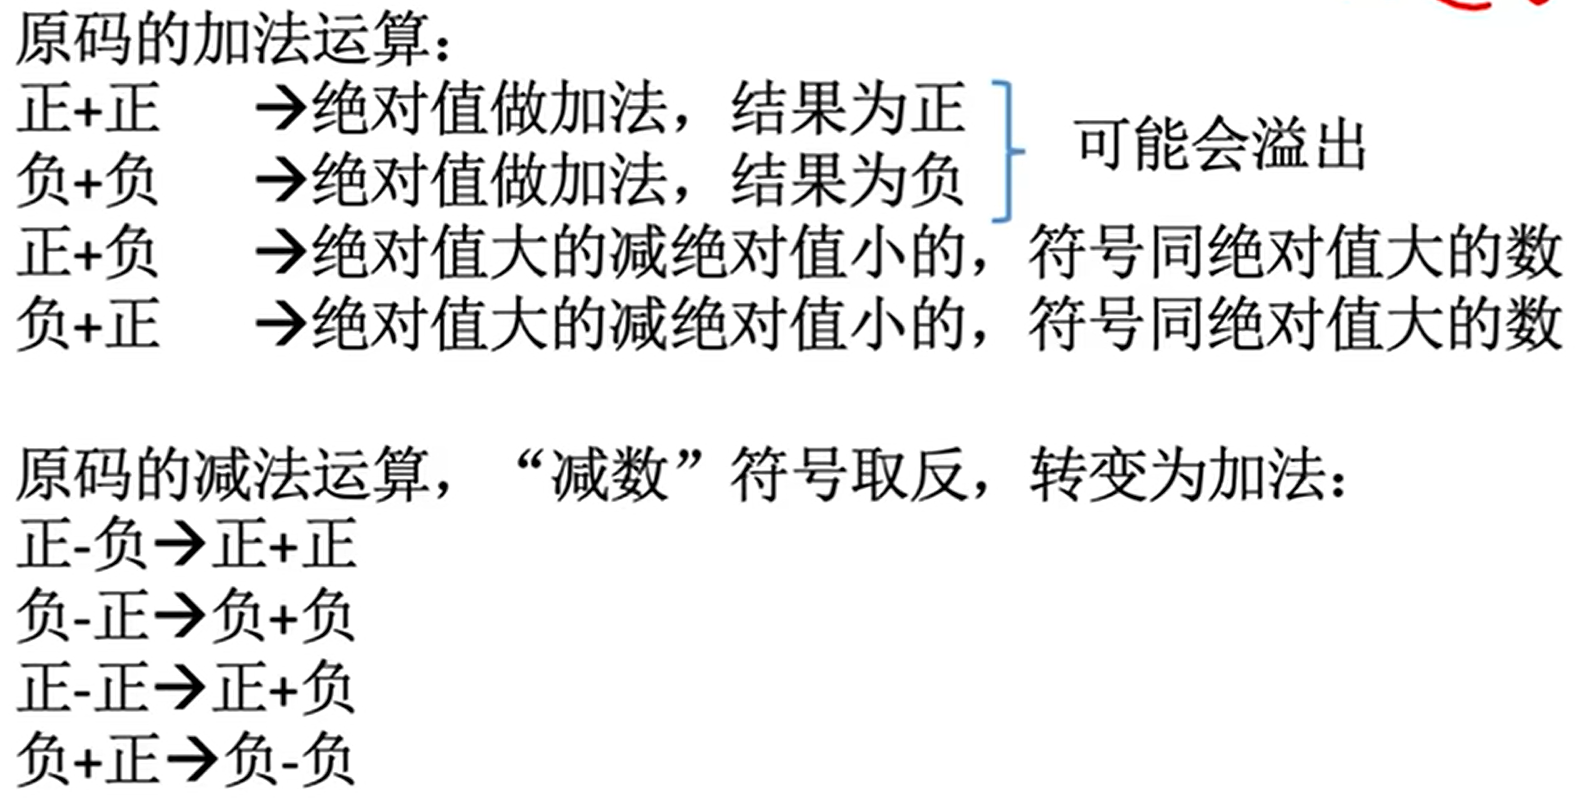 原码的加法运算：
正+正 →绝对值做加法，结果为正
负+负 →绝对值做加法，结果为负
可能会溢出
正+负 →绝对值大的减绝对值小的，符号同绝对值大的数
负+正 →绝对值大的减绝对值小的，符号同绝对值大的数
原码的减法运算，“减数”符号取反，转变为加法：
正-负→正+正
负-正→负+负
正-正→正+负
负+正→负-负